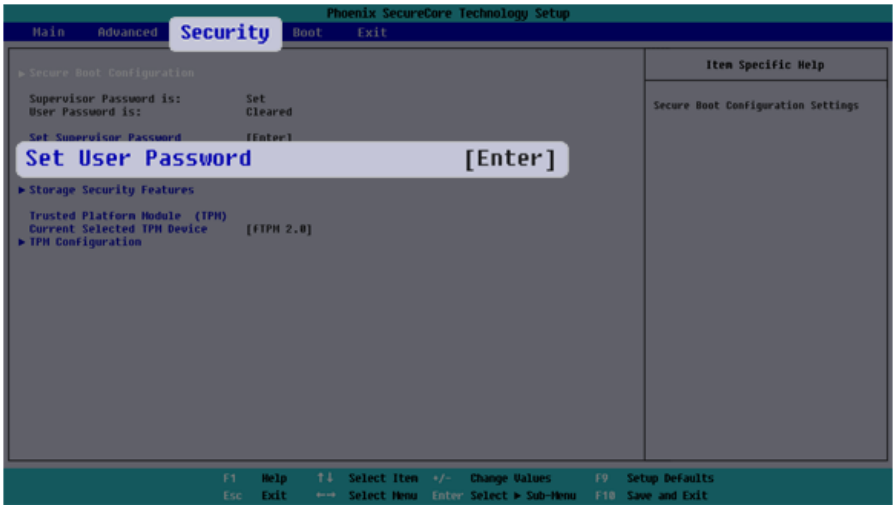 Phoenix SecureCore Technology Setup
Main Advanced Security Boot Exit
Item Specific Help
▶ Secure Boot Configuration
Secure Boot Configuration Settings
Supervisor Password is: Set
User Password is: Cleared
Set Supervisor Password [Enter]
Set User Password [Enter]
▶ Storage Security Features
Trusted Platform Module (TPM)
Current Selected TPM Device [fTPM 2.0]
▶ TPM Configuration
F1 Help ↑↓ Select Item +/- Change Values F9 Setup Defaults
Esc Exit ←→ Select Menu Enter Select ▶ Sub-Menu F10 Save and Exit